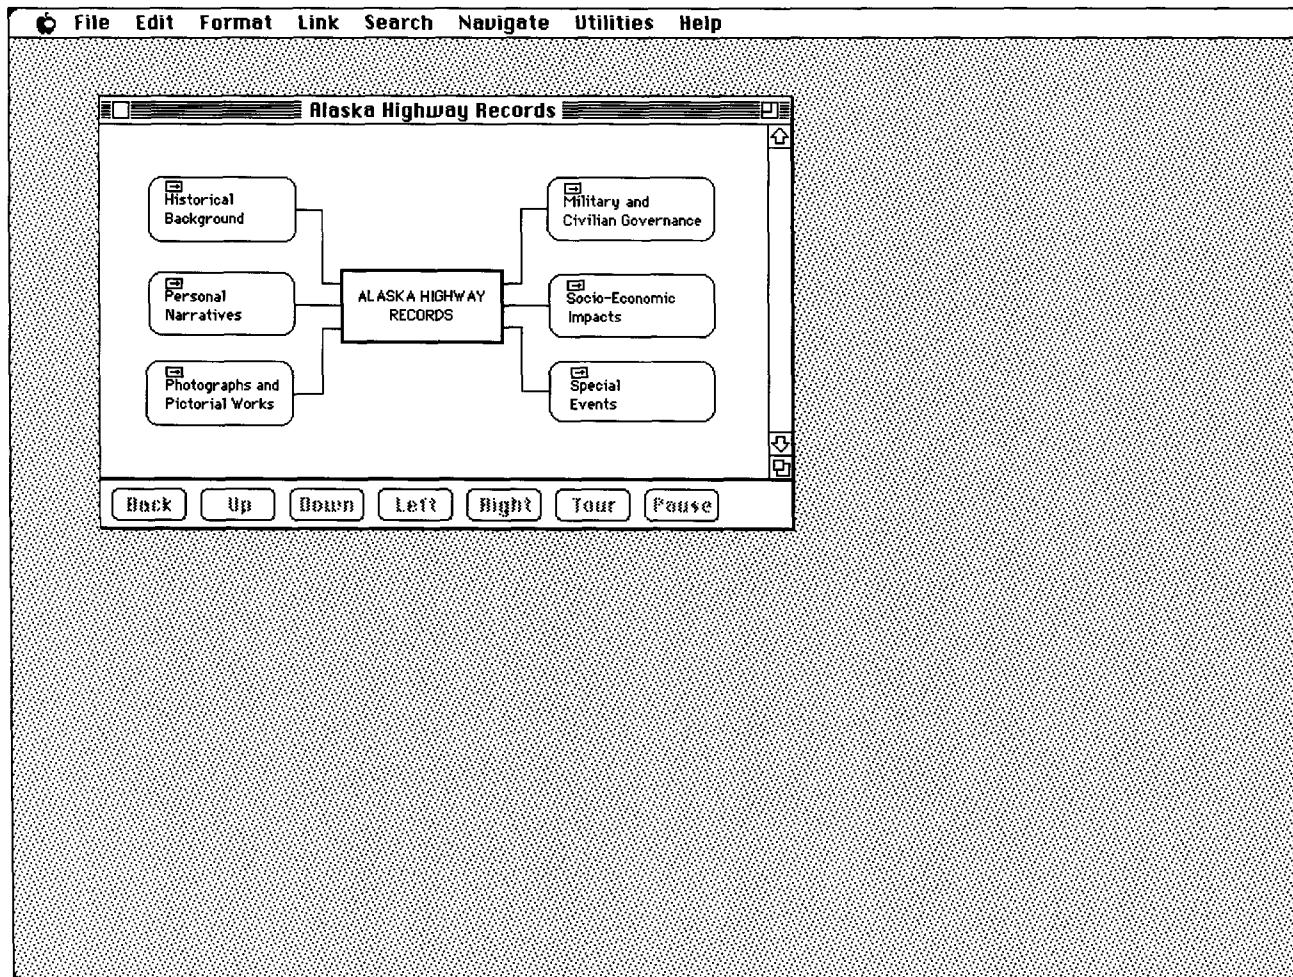 File Edit Format Link Search Navigate Utilities Help
Alaska Highway Records
Historical
Background
Personal
Narratives
Photographs and
Pictorial Works
ALASKA HIGHWAY
RECORDS
Military and
Civilian Governance
Socio-Economic
Impacts
Special
Events
Back Up Down Left Right Tour Pause